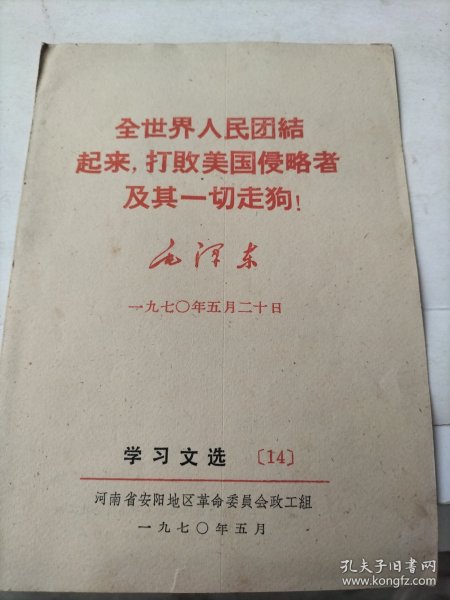 全世界人民团結
起来，打敗美国侵略者
及其一切走狗！
毛泽东
一九七〇年五月二十日
学习文选〔14〕
河南省安阳地区革命委員会政工組
一九七〇年五月
孔夫子旧书网
www.kongfz.com